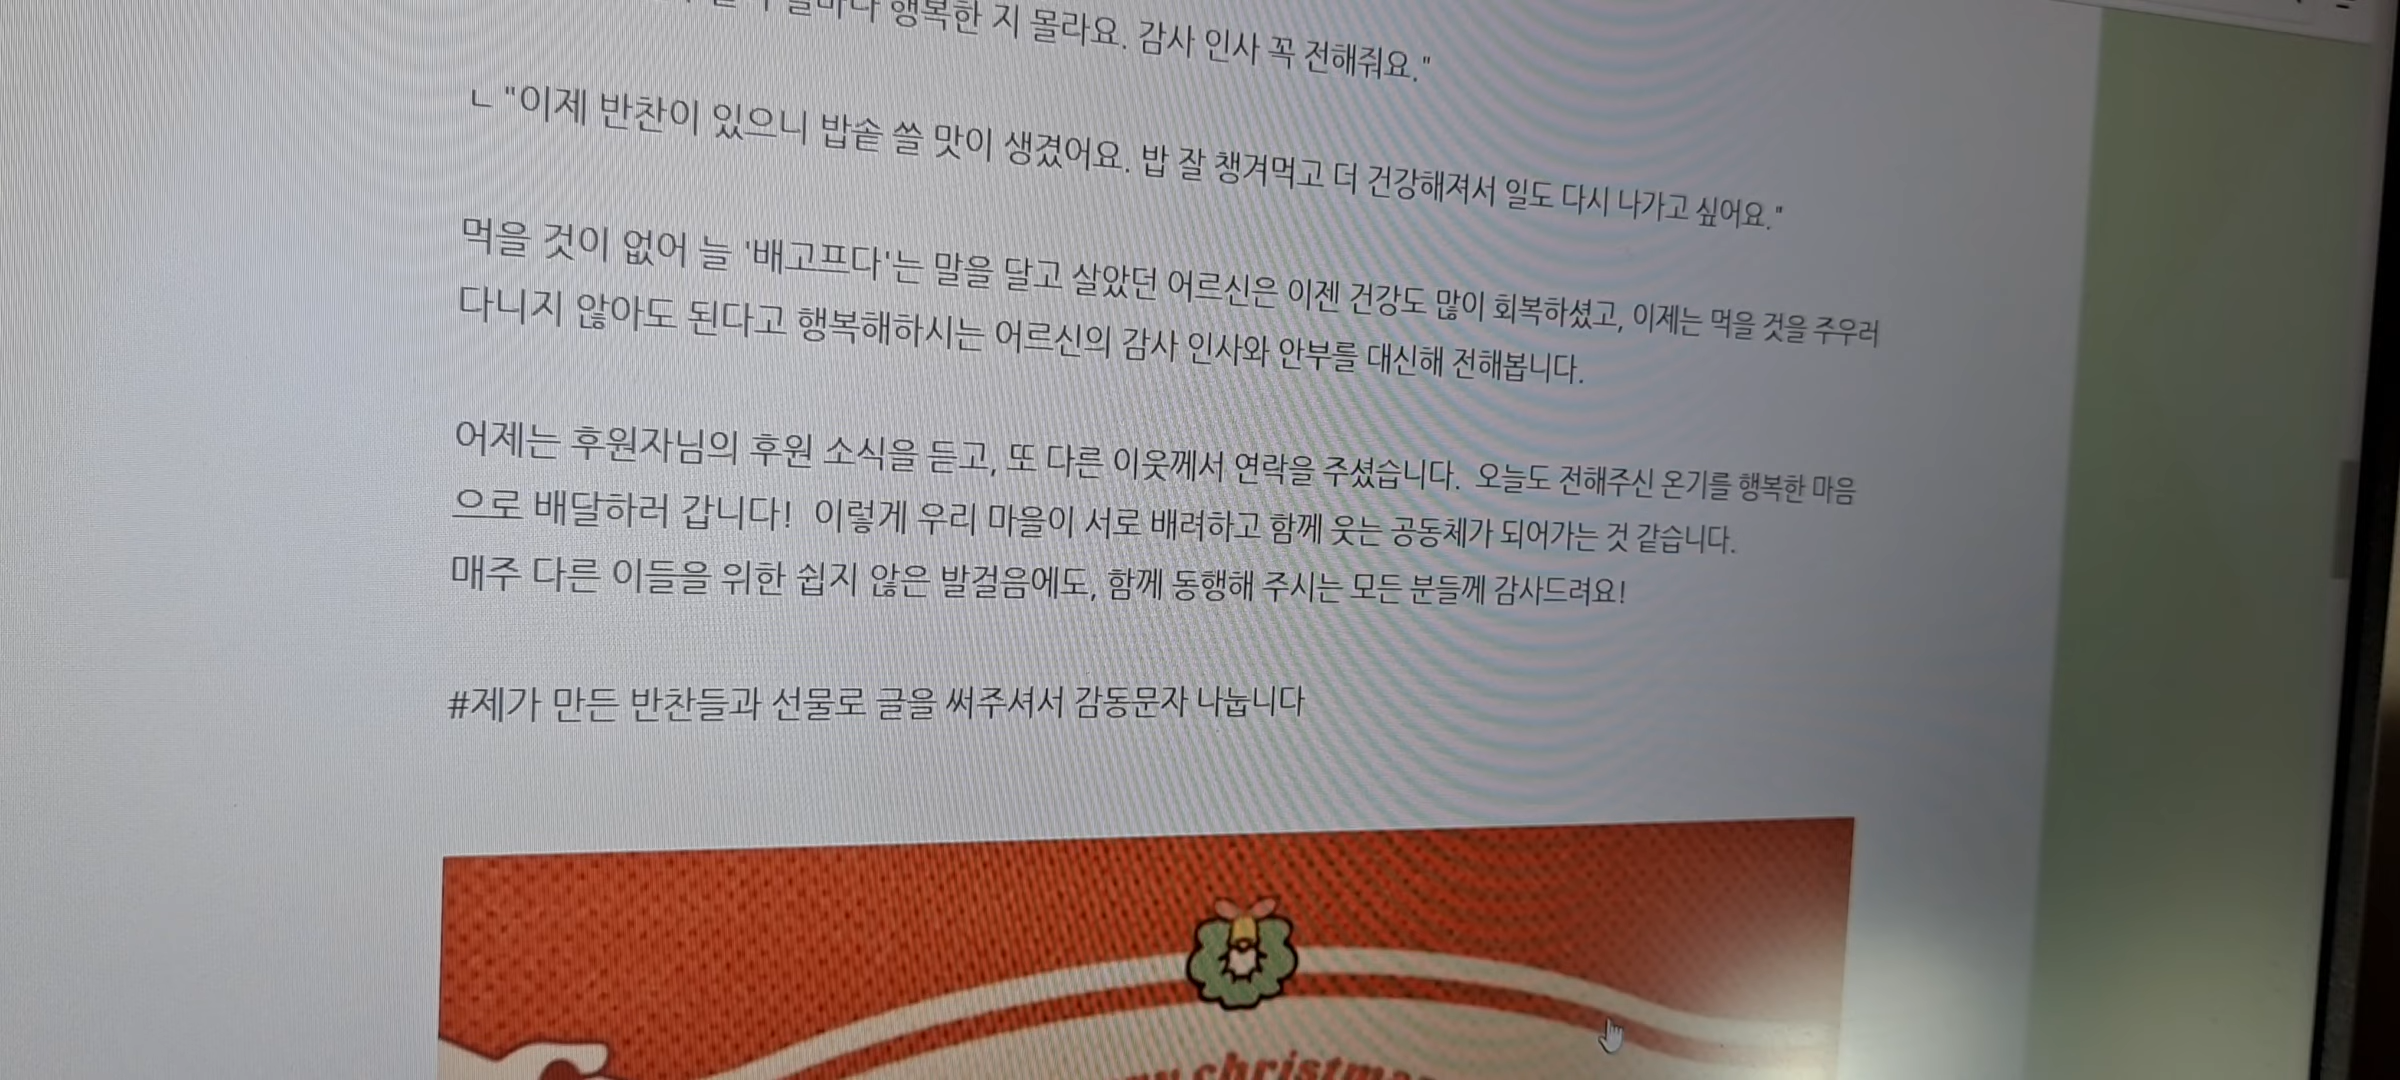 행복한 지 몰라요. 감사 인사 꼭 전해줘요."
ㄴ "이제 반찬이 있으니 밥솥 쓸 맛이 생겼어요. 밥 잘 챙겨먹고 더 건강해져서 일도 다시 나가고 싶어요."
먹을 것이 없어 늘 '배고프다'는 말을 달고 살았던 어르신은 이젠 건강도 많이 회복하셨고, 이제는 먹을 것을 주우러
다니지 않아도 된다고 행복해하시는 어르신의 감사 인사와 안부를 대신해 전해봅니다.
어제는 후원자님의 후원 소식을 듣고, 또 다른 이웃께서 연락을 주셨습니다. 오늘도 전해주신 온기를 행복한 마음
으로 배달하러 갑니다! 이렇게 우리 마을이 서로 배려하고 함께 웃는 공동체가 되어가는 것 같습니다.
매주 다른 이들을 위한 쉽지 않은 발걸음에도, 함께 동행해 주시는 모든 분들께 감사드려요!
#제가 만든 반찬들과 선물로 글을 써주셔서 감동문자 나눕니다